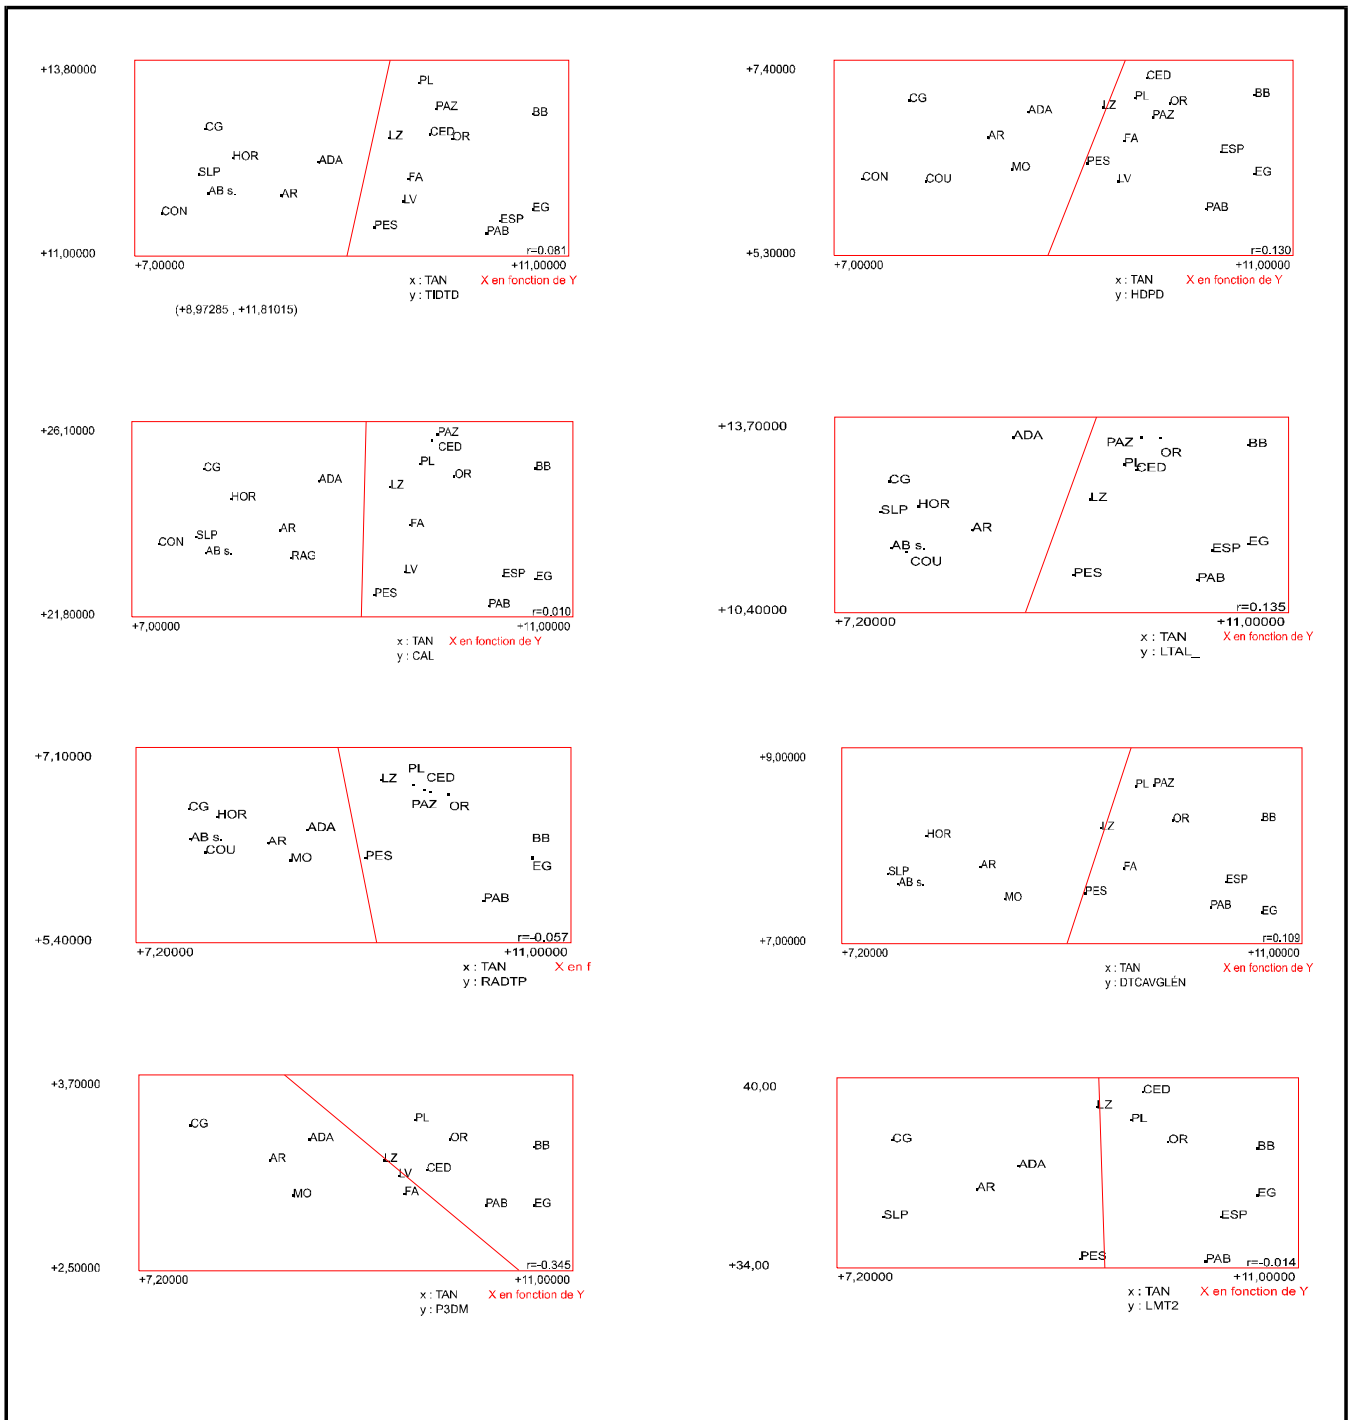 +13,80000
PL
PAZ
BB
CG
CED
OR
LZ
HOR
ADA
SLP
FA
AB s.
AR
LV
CON
EG
ESP
PES
PAB
+11,00000
r=0.081
+7,00000
+11,00000
x : TAN
X en fonction de Y
y : TIDTD
(+8,97285 , +11,81015)
+7,40000
CED
BB
CG
PL
OR
LZ
ADA
PAZ
AR
FA
ESP
PES
MO
EG
CON
COU
LV
PAB
+5,30000
r=0.130
+7,00000
+11,00000
x : TAN
X en fonction de Y
y : HDPD
+26,10000
PAZ
CED
PL
CG
BB
OR
ADA
LZ
HOR
FA
AR
SLP
CON
AB s.
RAG
LV
ESP
EG
PES
PAB
+21,80000
r=0.010
+7,00000
+11,00000
x : TAN
X en fonction de Y
y : CAL
+13,70000
ADA
PAZ
BB
OR
PL
CED
CG
LZ
HOR
SLP
AR
AB s.
EG
ESP
COU
PES
PAB
+10,40000
r=0.135
+7,20000
+11,00000
x : TAN
X en fonction de Y
y : LTAL_
+7,10000
PL
CED
LZ
PAZ
OR
CG
HOR
ADA
AB s.
BB
AR
COU
MO
PES
EG
PAB
+5,40000
r=-0.057
+7,20000
+11,00000
x : TAN
X en f
y : RADTP
+9,00000
PL
PAZ
OR
BB
LZ
HOR
AR
FA
SLP
AB s.
ESP
PES
MO
PAB
EG
+7,00000
r=0.109
+7,20000
+11,00000
x : TAN
X en fonction de Y
y : DTCAVGLÉN
+3,70000
PL
CG
ADA
OR
BB
AR
LZ
CED
LV
MO
FA
PAB
EG
+2,50000
r=-0.345
+7,20000
+11,00000
x : TAN
X en fonction de Y
y : P3DM
40,00
CED
LZ
PL
CG
OR
BB
ADA
AR
EG
SLP
ESP
PES
PAB
+34,00
r=-0.014
+7,20000
+11,00000
x : TAN
X en fonction de Y
y : LMT2